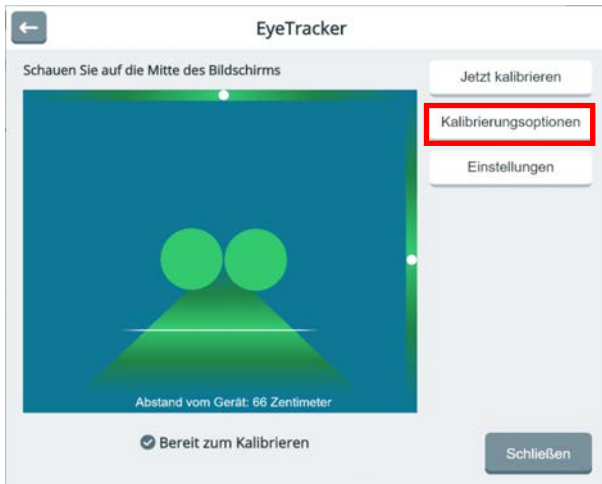 EyeTracker
Schauen Sie auf die Mitte des Bildschirms
Jetzt kalibrieren
Kalibrierungsoptionen
Einstellungen
Abstand vom Gerät: 66 Zentimeter
Bereit zum Kalibrieren
Schließen